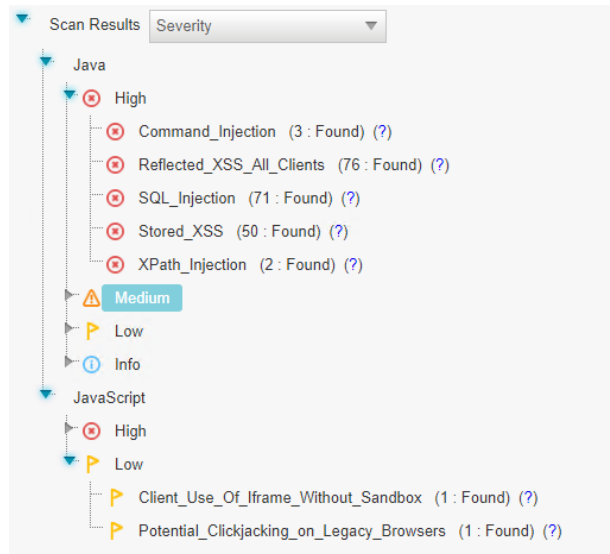 Scan Results Severity
Java
High
Command_Injection (3 : Found) (?)
Reflected_XSS_All_Clients (76 : Found) (?)
SQL_Injection (71 : Found) (?)
Stored_XSS (50 : Found) (?)
XPath_Injection (2 : Found) (?)
Medium
Low
Info
JavaScript
High
Low
Client_Use_Of_Iframe_Without_Sandbox (1 : Found) (?)
Potential_Clickjacking_on_Legacy_Browsers (1 : Found) (?)